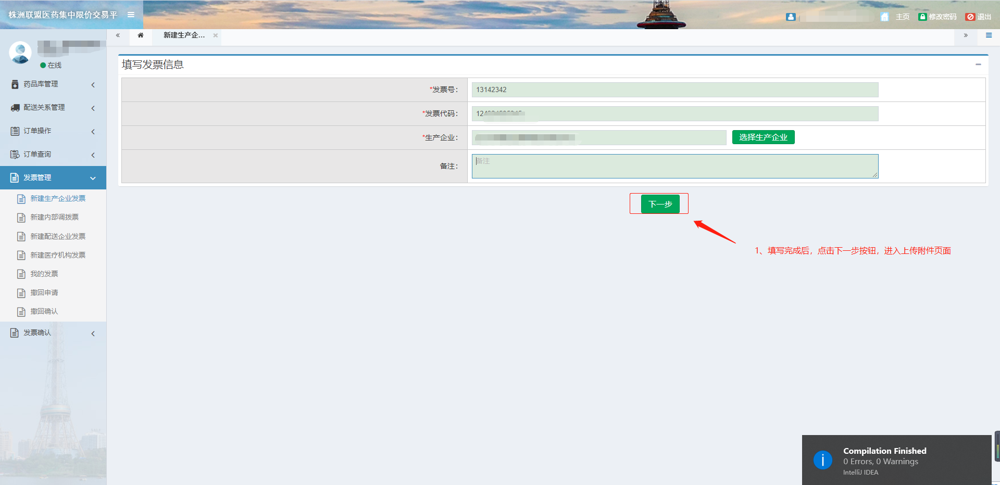 株洲联盟医药集中限价交易平
主页
修改密码
退出
新建生产企...
在线
药品库管理
配送关系管理
订单操作
订单查询
发票管理
新建生产企业发票
新建内部调拨票
新建配送企业发票
新建医疗机构发票
我的发票
撤回申请
撤回确认
发票确认
填写发票信息
*发票号：
13142342
*发票代码：
*生产企业：
选择生产企业
备注：
备注
下一步
1、填写完成后，点击下一步按钮，进入上传附件页面
Compilation Finished
0 Errors, 0 Warnings
IntelliJ IDEA